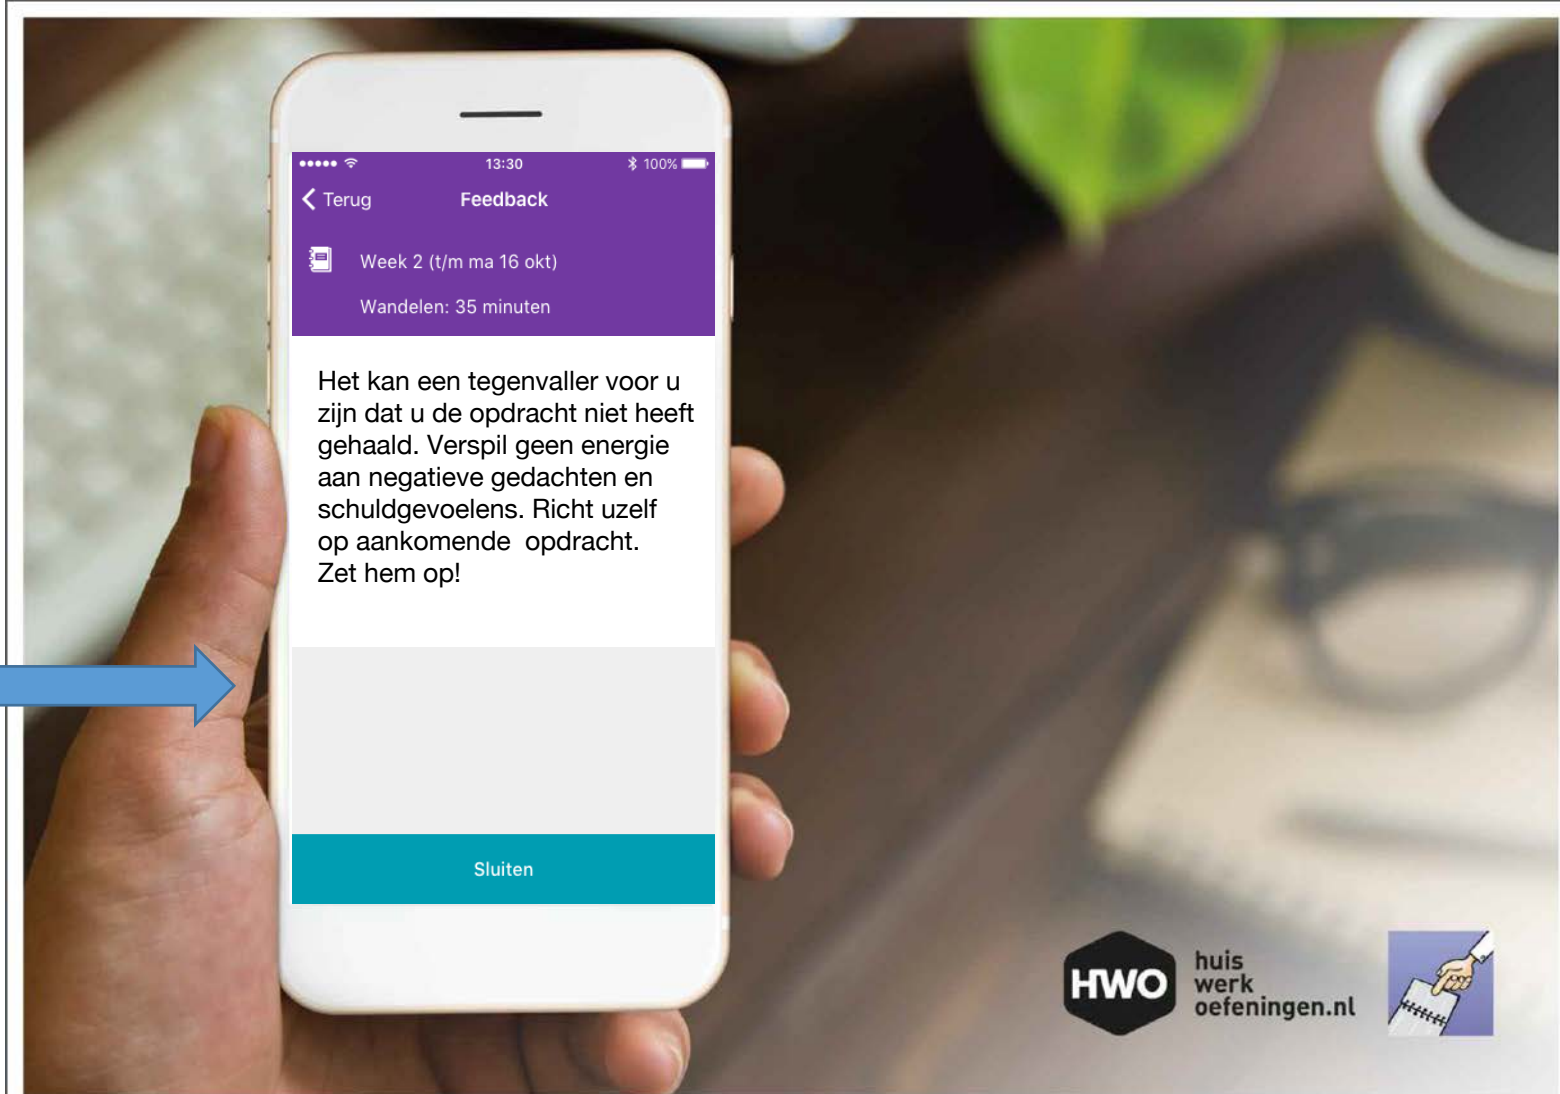 13:30
100%
Terug
Feedback
Week 2 (t/m ma 16 okt)
Wandelen: 35 minuten
Het kan een tegenvaller voor u
zijn dat u de opdracht niet heeft
gehaald. Verspil geen energie
aan negatieve gedachten en
schuldgevoelens. Richt uzelf
op aankomende  opdracht.
Zet hem op!
Sluiten
HWO
huis
werk
oefeningen.nl